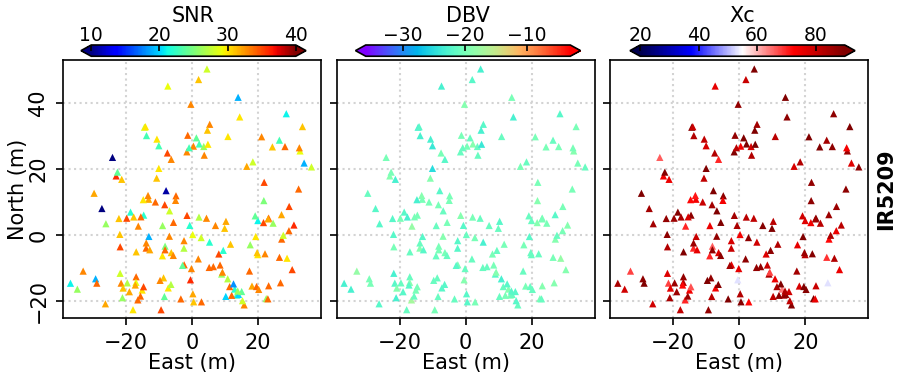 SNR DBV Xc
10 20 30 40 −30 −20 −10 20 40 60 80
40
20
0
−20
North (m)
IR5209
−20 0 20 −20 0 20 −20 0 20
East (m) East (m) East (m)